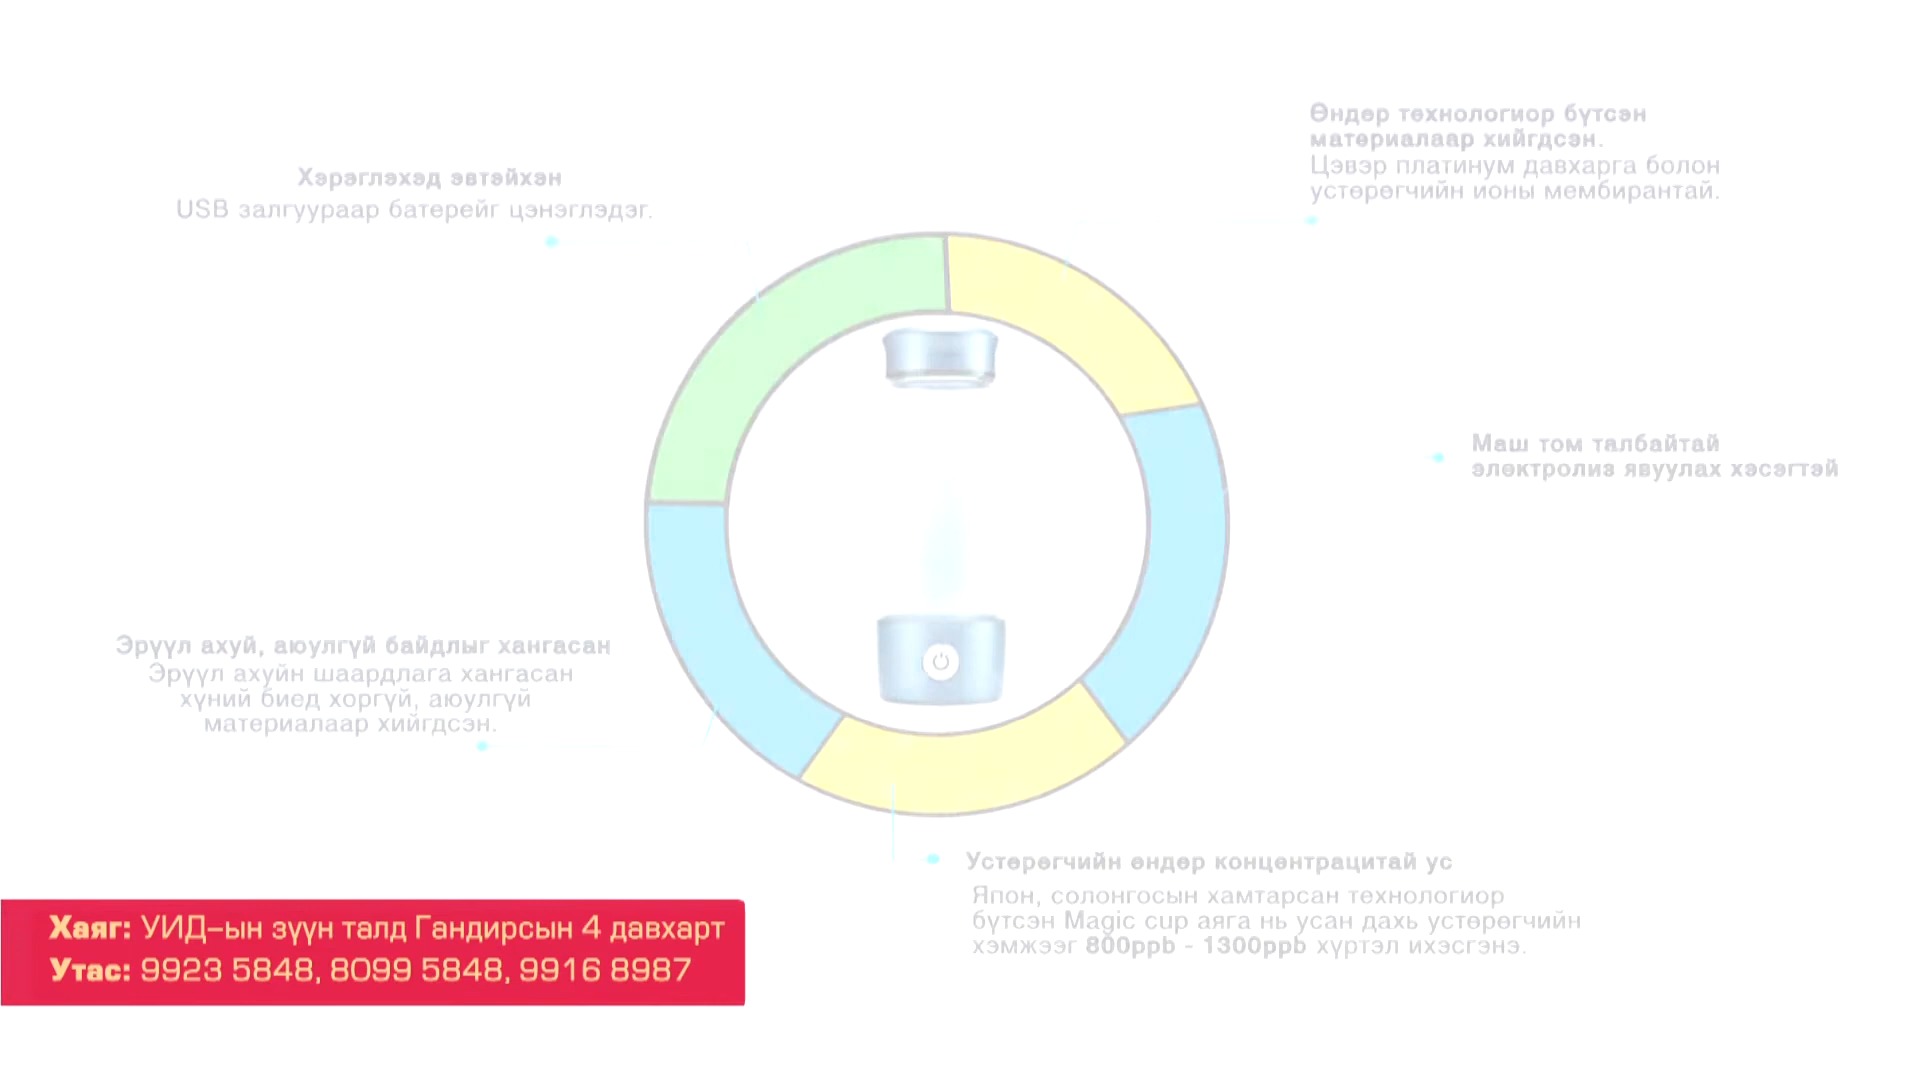 Өндөр технологиор бүтсэн
материалаар хийгдсэн.
Цэвэр платинум давхарга болон
устөрөгчийн ионы мембирантай.
Хэрэглэхэд эвтэйхэн
USB залгуураар батерейг цэнэглэдэг.
Маш том талбайтай
электролиз явуулах хэсэгтэй
Эрүүл ахуй, аюулгүй байдлыг хангасан
Эрүүл ахуйн шаардлага хангасан
хүний биед хоргүй, аюулгүй
материалаар хийгдсэн.
Устөрөгчийн өндөр концентрацитай ус
Япон, солонгосын хамтарсан технологиор
бүтсэн Magic cup аяга нь усан дахь устөрөгчийн
хэмжээг 800ppb - 1300ppb хүртэл ихэсгэнэ.
Хаяг: УИД-ын зүүн талд Гандирсын 4 давхарт
Утас: 9923 5848, 8099 5848, 9916 8987